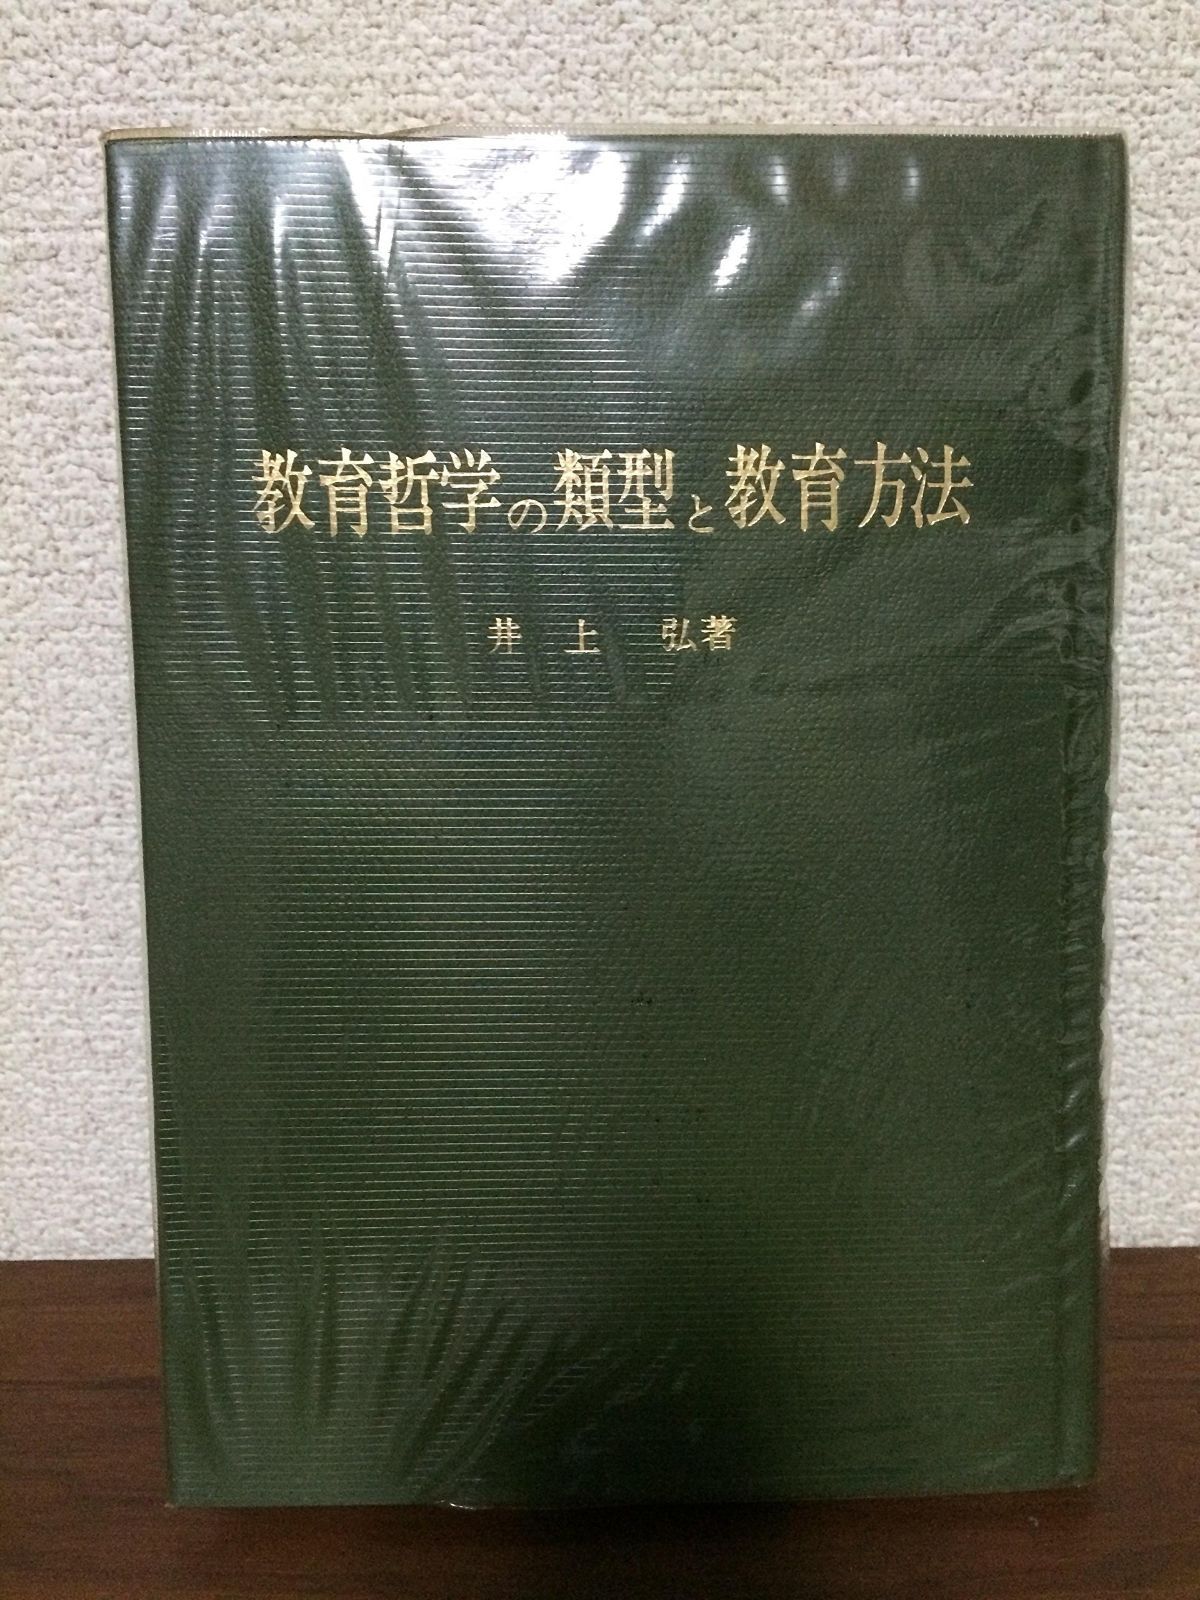 教育哲学の類型と教育方法
井上 弘著